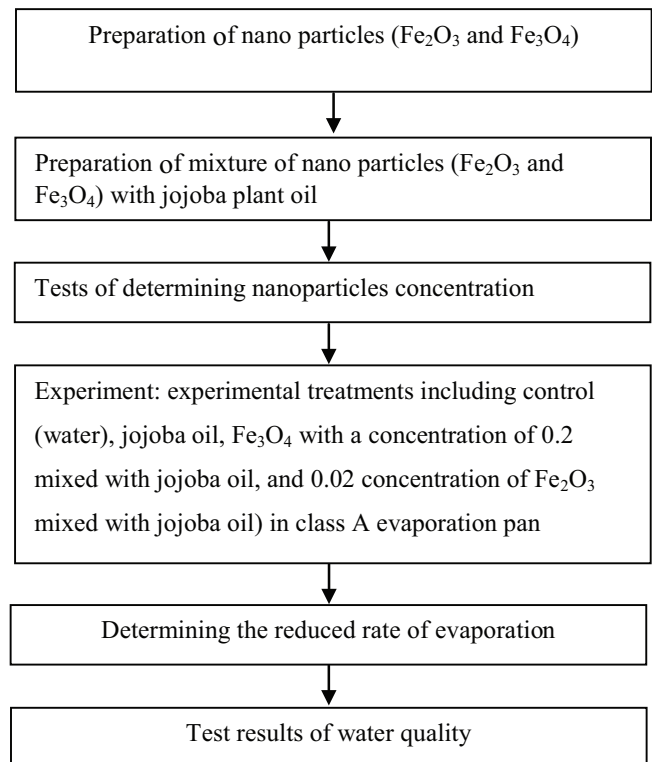 Preparation of nano particles (Fe₂O₃ and Fe₃O₄)
Preparation of mixture of nano particles (Fe₂O₃ and
Fe₃O₄) with jojoba plant oil
Tests of determining nanoparticles concentration
Experiment: experimental treatments including control
(water), jojoba oil, Fe₃O₄ with a concentration of 0.2
mixed with jojoba oil, and 0.02 concentration of Fe₂O₃
mixed with jojoba oil) in class A evaporation pan
Determining the reduced rate of evaporation
Test results of water quality